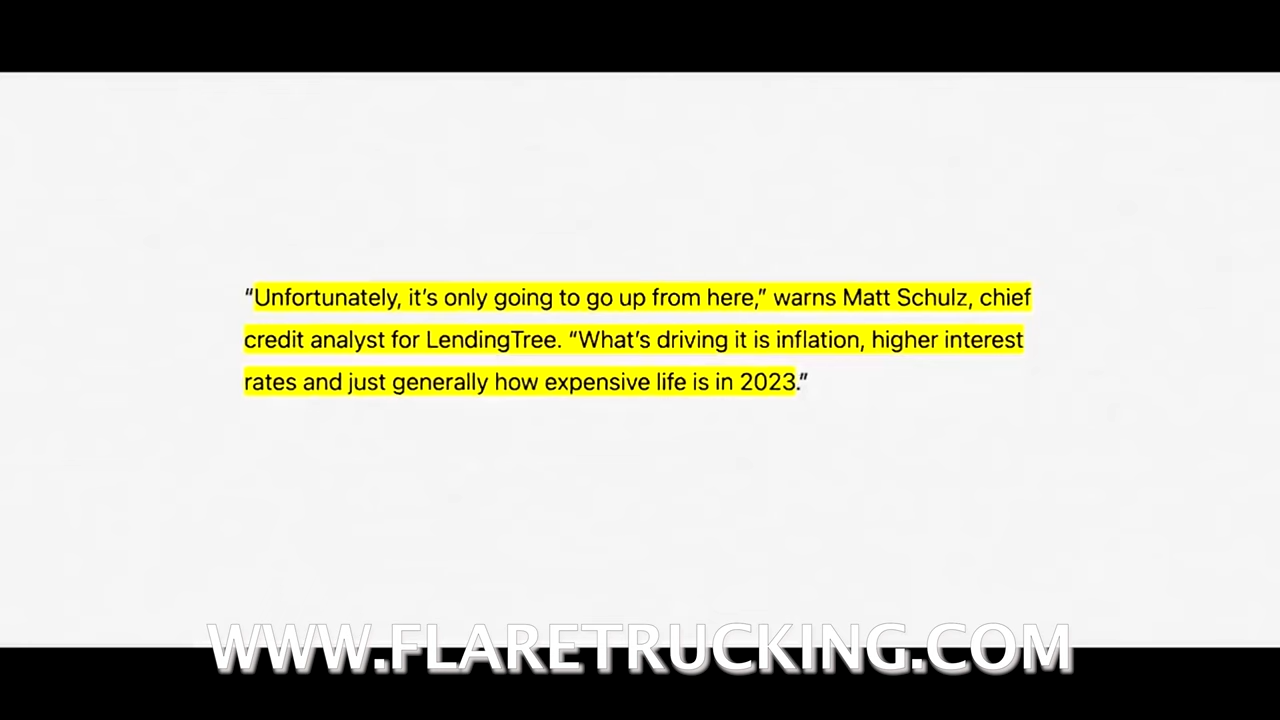 “Unfortunately, it’s only going to go up from here,” warns Matt Schulz, chief
credit analyst for LendingTree. “What’s driving it is inflation, higher interest
rates and just generally how expensive life is in 2023.”
WWW.FLARETRUCKING.COM